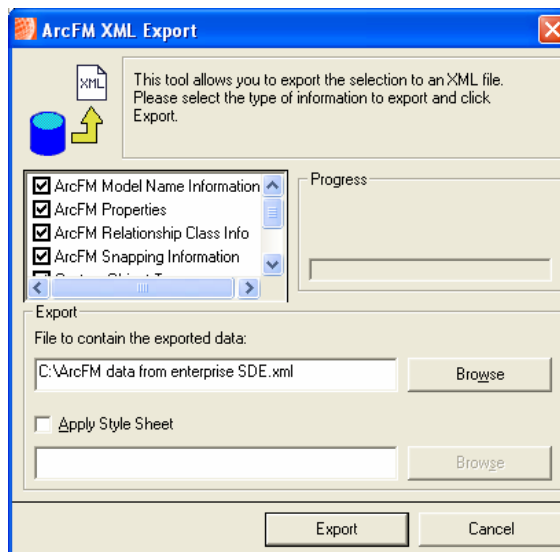 ArcFM XML Export
XML
This tool allows you to export the selection to an XML file.
Please select the type of information to export and click
Export.
ArcFM Model Name Information
ArcFM Properties
ArcFM Relationship Class Info
ArcFM Snapping Information
Progress
Export
File to contain the exported data:
C:\ArcFM data from enterprise SDE.xml
Browse
Apply Style Sheet
Browse
Export
Cancel